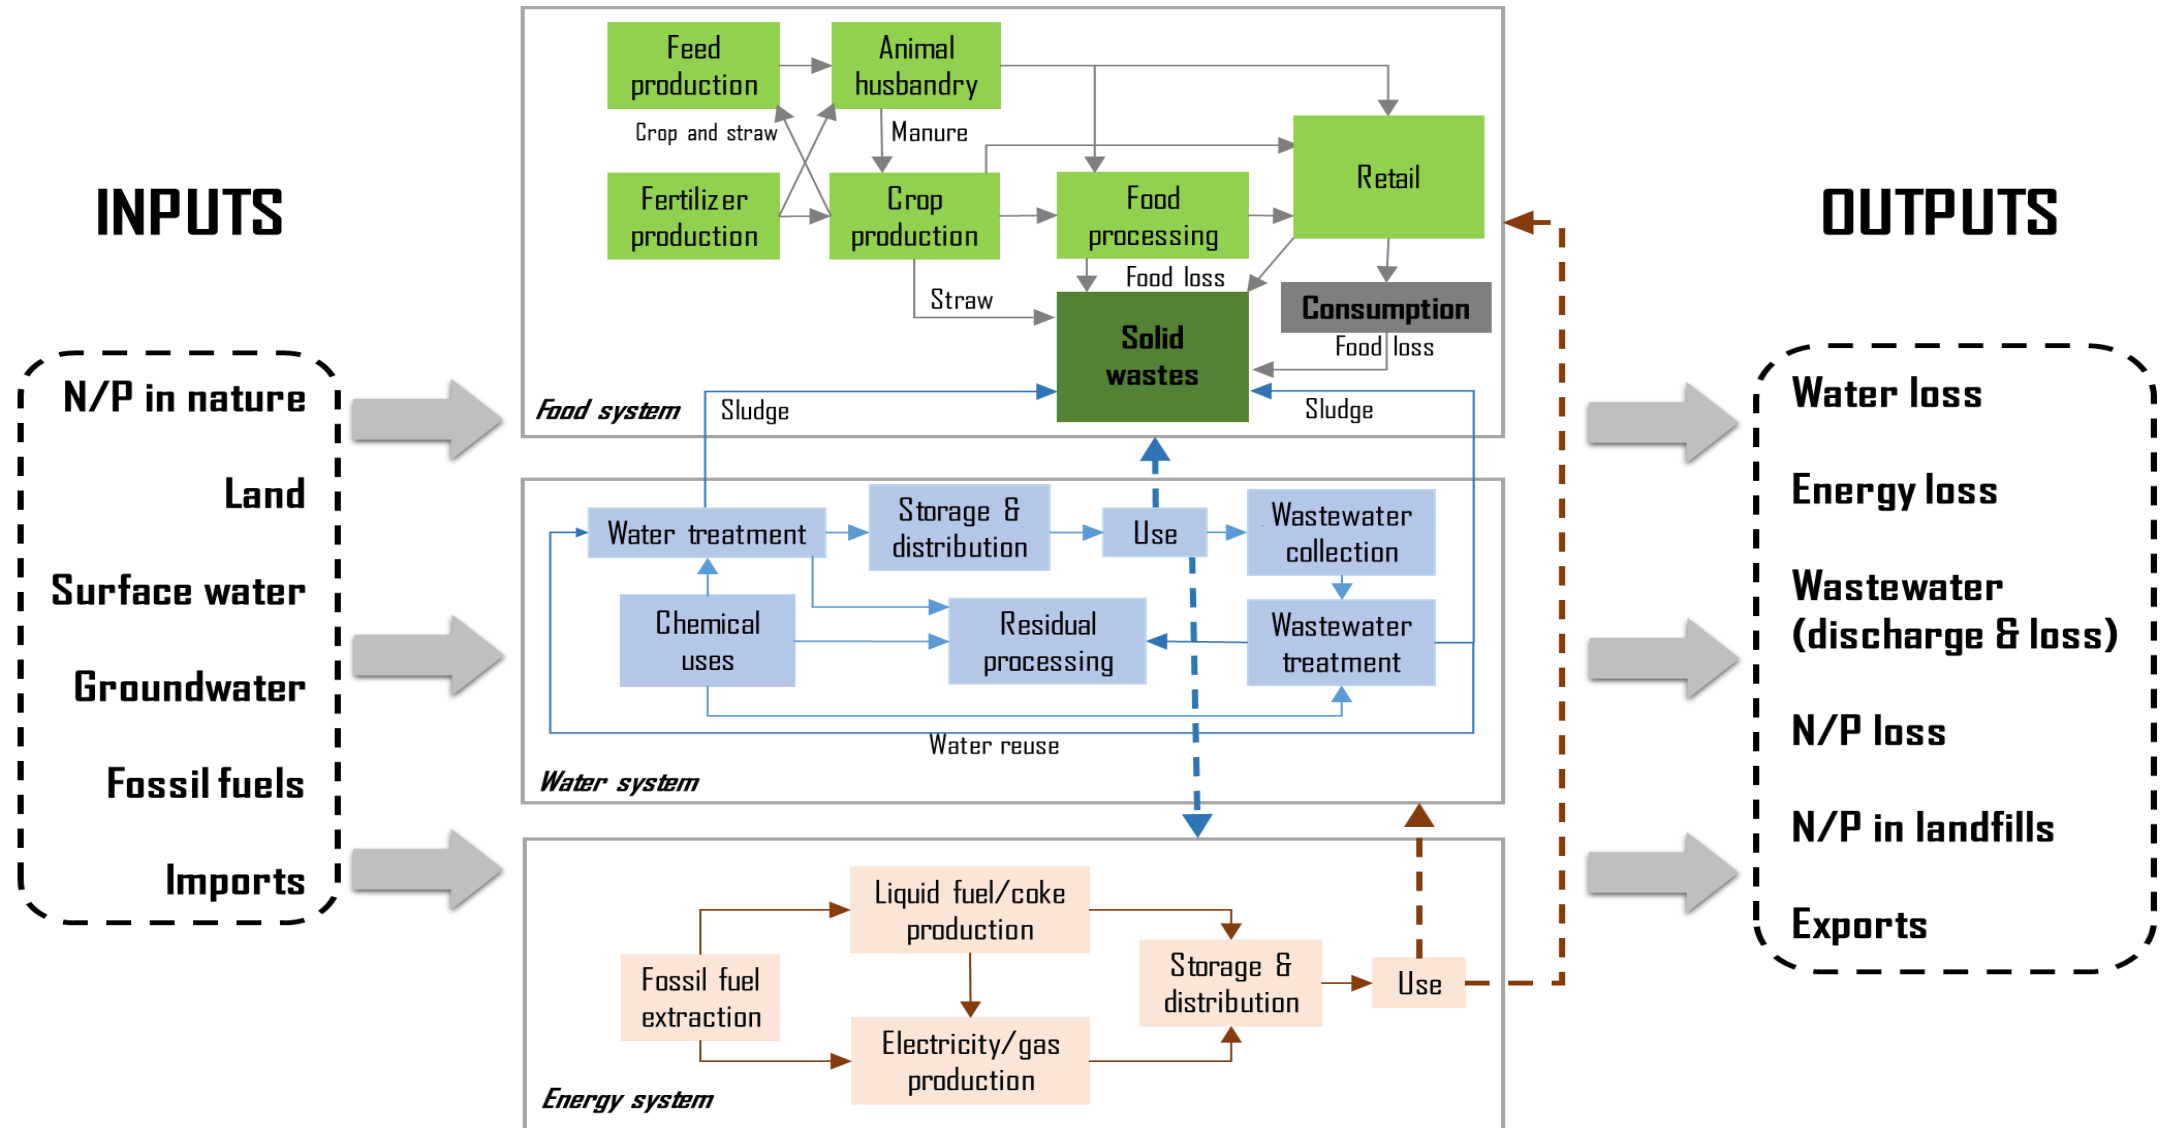 INPUTS
N/P in nature
Land
Surface water
Groundwater
Fossil fuels
Imports
Feed
production
Animal
husbandry
Crop and straw
Manure
Fertilizer
production
Crop
production
Food
processing
Retail
Straw
Food loss
Consumption
Food loss
Solid
wastes
Food system
Sludge
Sludge
Water treatment
Storage &
distribution
Use
Wastewater
collection
Chemical
uses
Residual
processing
Wastewater
treatment
Water reuse
Water system
Liquid fuel/coke
production
Fossil fuel
extraction
Storage &
distribution
Use
Electricity/gas
production
Energy system
OUTPUTS
Water loss
Energy loss
Wastewater
(discharge & loss)
N/P loss
N/P in landfills
Exports